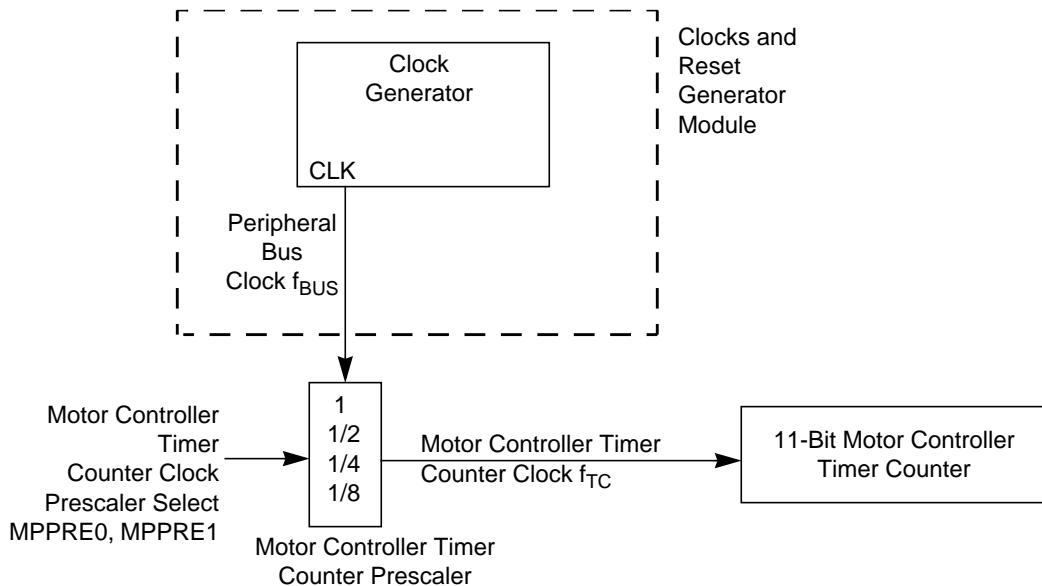 Clock
Generator
CLK
Clocks and
Reset
Generator
Module
Peripheral
Bus
Clock fBUS
Motor Controller
Timer
Counter Clock
Prescaler Select
MPPRE0, MPPRE1
1
1/2
1/4
1/8
Motor Controller Timer
Counter Prescaler
Motor Controller Timer
Counter Clock fTC
11-Bit Motor Controller
Timer Counter